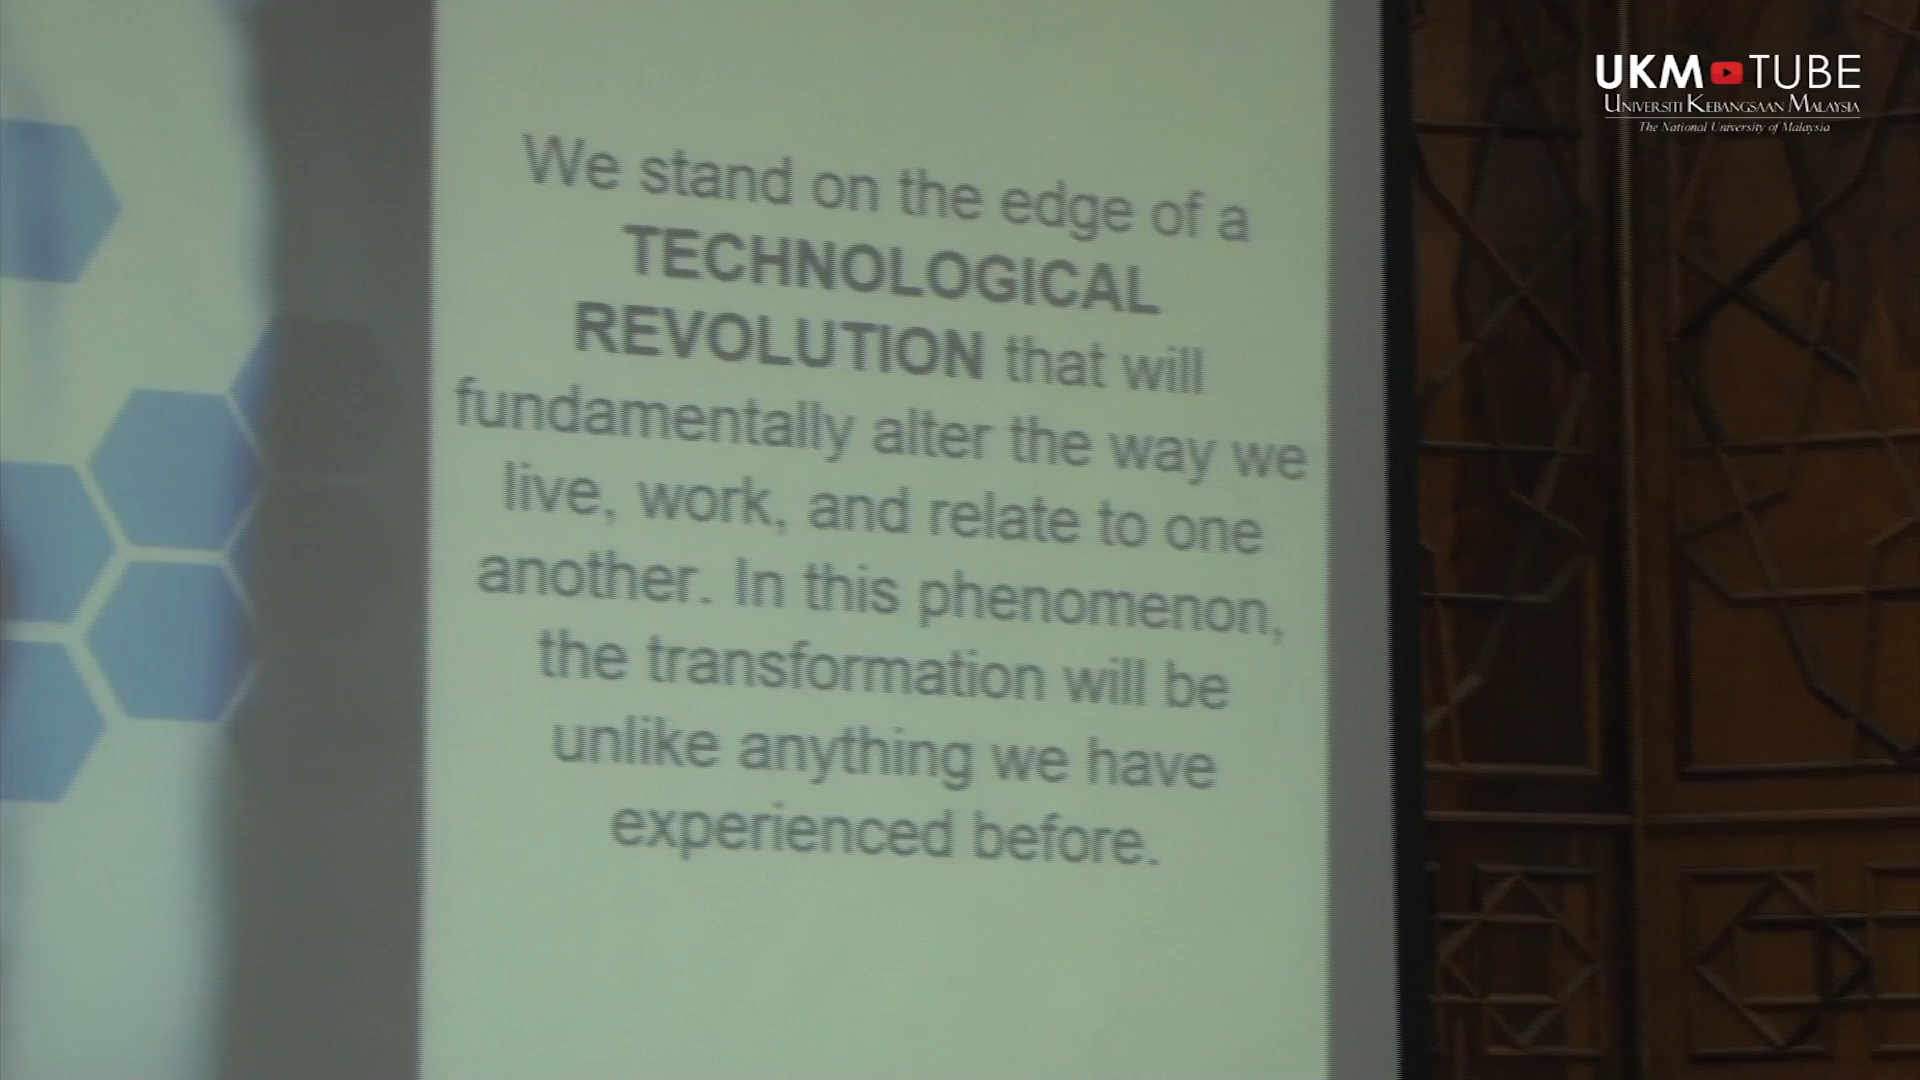 UKM TUBE
UNIVERSITI KEBANGSAAN MALAYSIA
The National University of Malaysia
We stand on the edge of a
TECHNOLOGICAL
REVOLUTION that will
fundamentally alter the way we
live, work, and relate to one
another. In this phenomenon,
the transformation will be
unlike anything we have
experienced before.